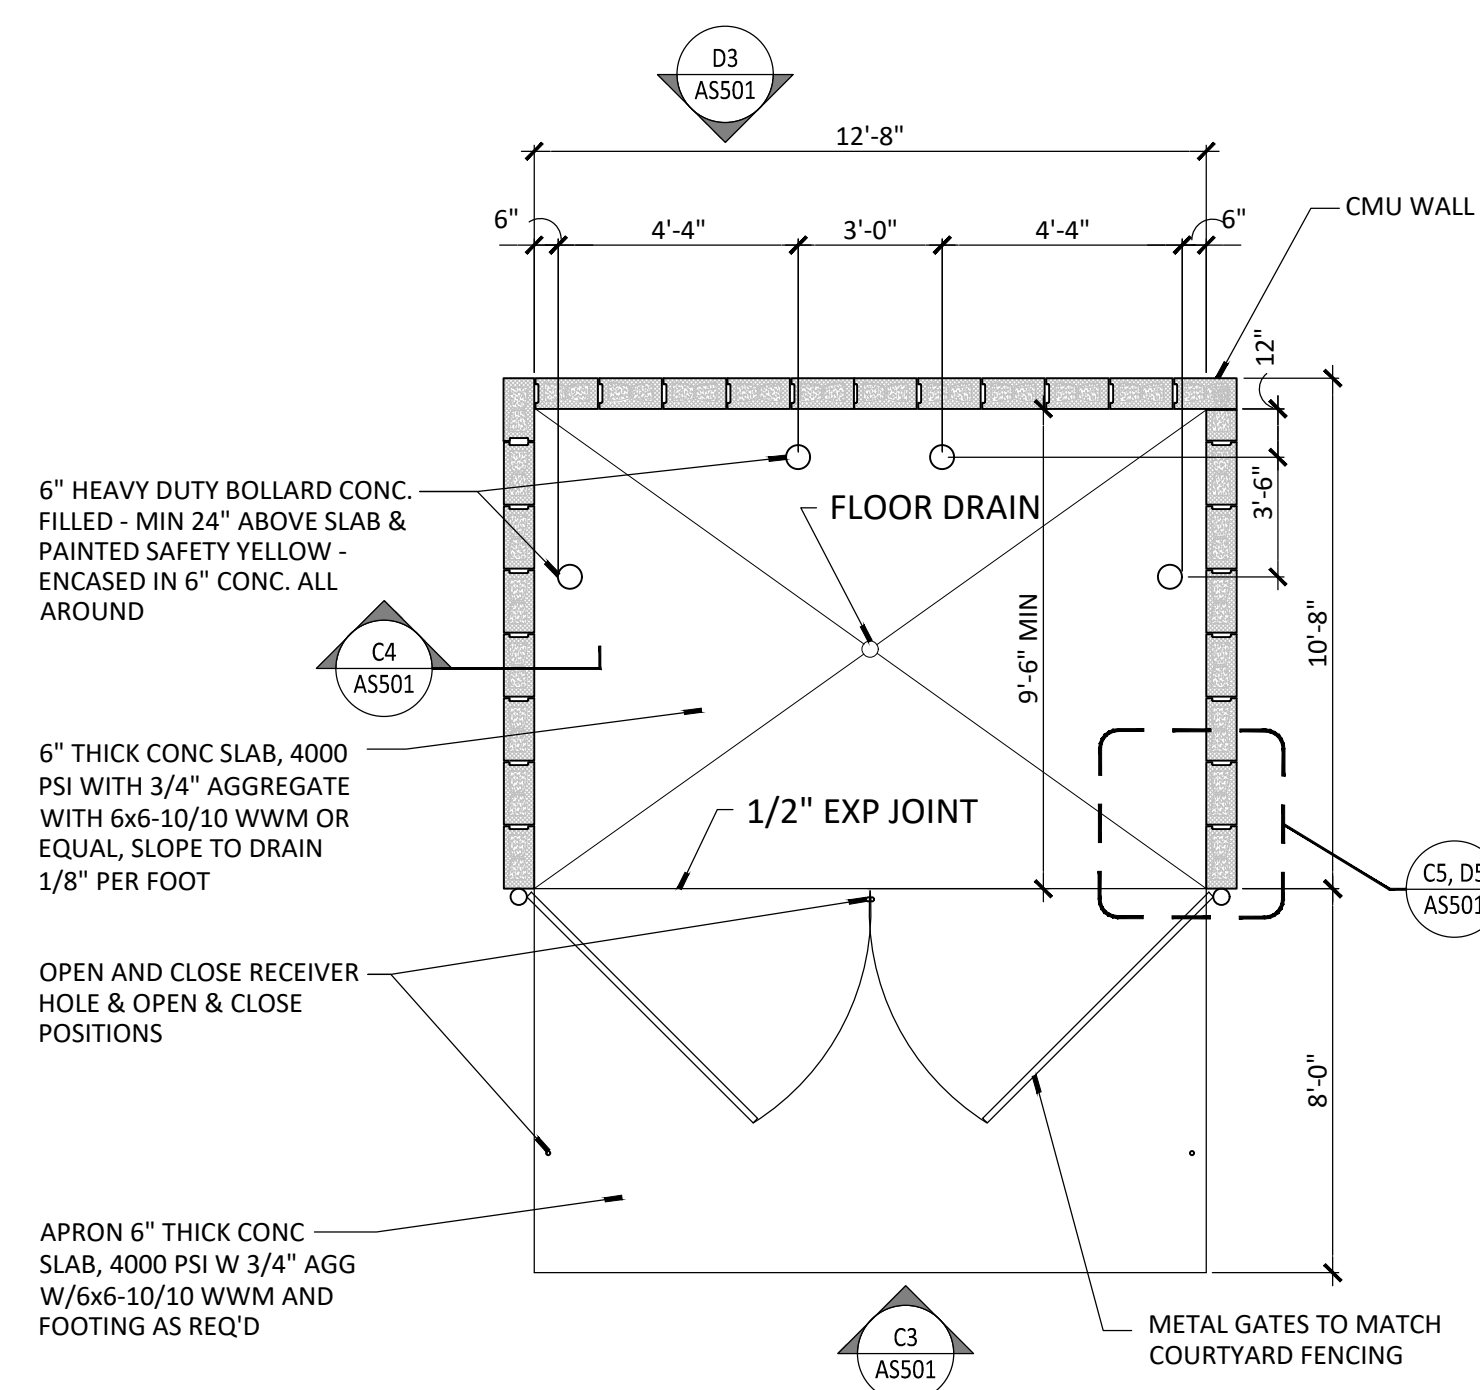 D3
AS501
12'-8"
6"
4'-4"
3'-0"
4'-4"
6"
CMU WALL
12"
3'-6"
10'-8"
6" HEAVY DUTY BOLLARD CONC.
FILLED - MIN 24" ABOVE SLAB &
PAINTED SAFETY YELLOW -
ENCASED IN 6" CONC. ALL
AROUND
FLOOR DRAIN
9'-6" MIN
C4
AS501
6" THICK CONC SLAB, 4000
PSI WITH 3/4" AGGREGATE
WITH 6x6-10/10 WWM OR
EQUAL, SLOPE TO DRAIN
1/8" PER FOOT
1/2" EXP JOINT
C5, D5
AS501
OPEN AND CLOSE RECEIVER
HOLE & OPEN & CLOSE
POSITIONS
8'-0"
APRON 6" THICK CONC
SLAB, 4000 PSI W 3/4" AGG
W/6x6-10/10 WWM AND
FOOTING AS REQ'D
C3
AS501
METAL GATES TO MATCH
COURTYARD FENCING